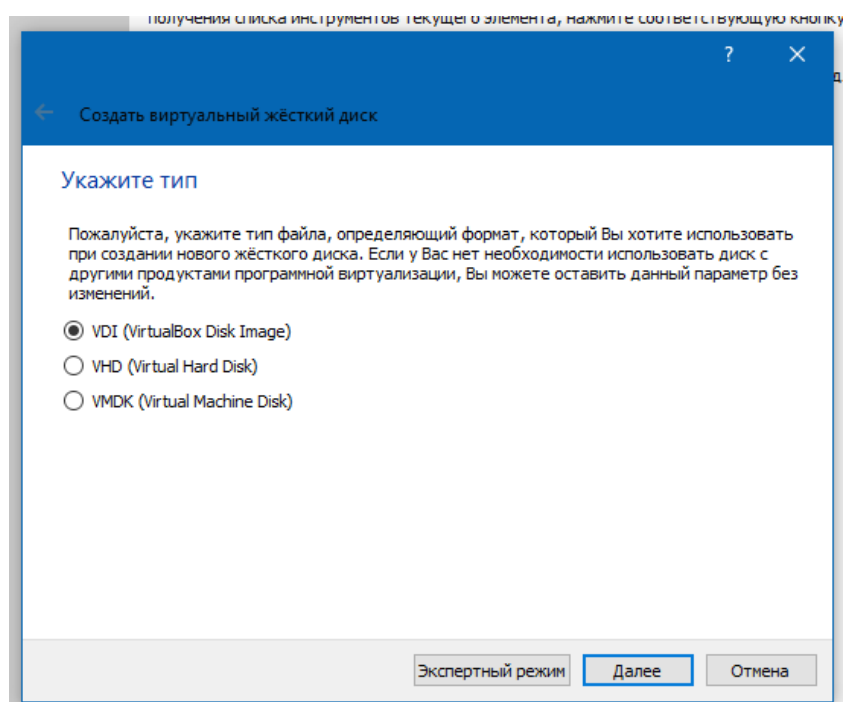 получения списка инструментов текущего элемента, нажмите соответствующую кнопку
?
Создать виртуальный жёсткий диск
Укажите тип
Пожалуйста, укажите тип файла, определяющий формат, который Вы хотите использовать
при создании нового жёсткого диска. Если у Вас нет необходимости использовать диск с
другими продуктами программной виртуализации, Вы можете оставить данный параметр без
изменений.
VDI (VirtualBox Disk Image)
VHD (Virtual Hard Disk)
VMDK (Virtual Machine Disk)
Экспертный режим Далее Отмена